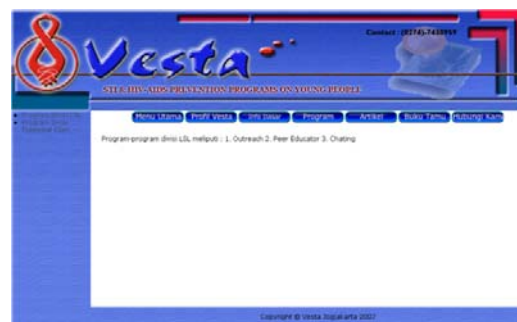 Contact : (0274)-7438959
Vesta
STI & HIV-AIDS PREVENTION PROGRAMS ON YOUNG PEOPLE
Menu Utama Profil Vesta Info Dasar Program Artikel Buku Tamu Hubungi Kami
Program Divisi
Program-program divisi LSL meliputi : 1. Outreach 2. Peer Educator 3. Chating
Copyright @ Vesta Jogjakarta 2007